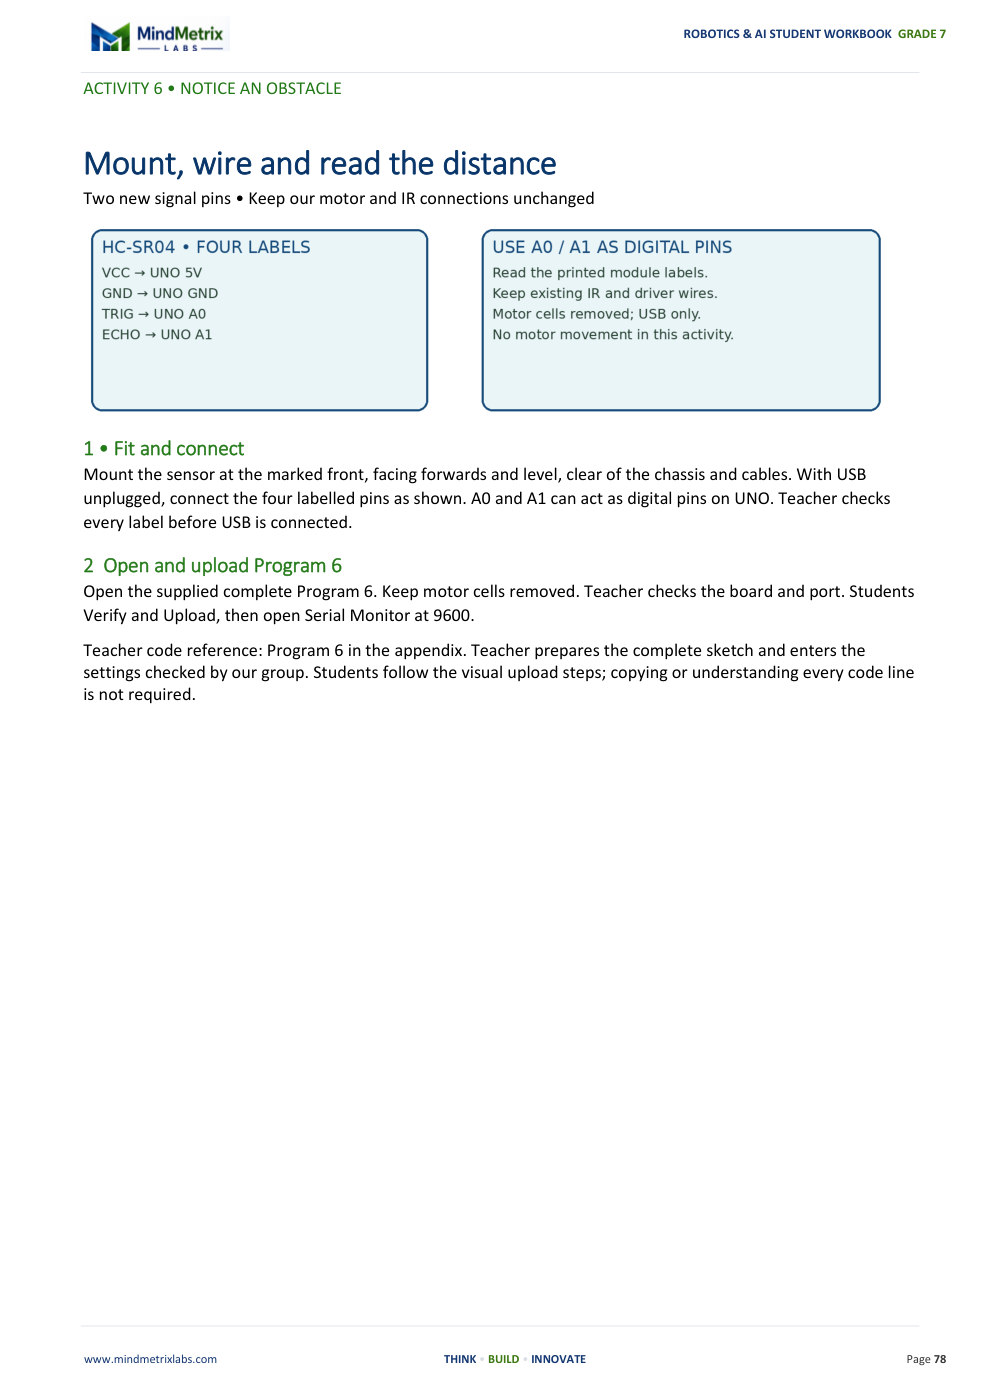 MindMetrix
LABS
ROBOTICS & AI STUDENT WORKBOOK GRADE 7
ACTIVITY 6 • NOTICE AN OBSTACLE
Mount, wire and read the distance
Two new signal pins • Keep our motor and IR connections unchanged
HC-SR04 • FOUR LABELS
VCC → UNO 5V
GND → UNO GND
TRIG → UNO A0
ECHO → UNO A1
USE A0 / A1 AS DIGITAL PINS
Read the printed module labels.
Keep existing IR and driver wires.
Motor cells removed; USB only.
No motor movement in this activity.
1 • Fit and connect
Mount the sensor at the marked front, facing forwards and level, clear of the chassis and cables. With USB
unplugged, connect the four labelled pins as shown. A0 and A1 can act as digital pins on UNO. Teacher checks
every label before USB is connected.
2 Open and upload Program 6
Open the supplied complete Program 6. Keep motor cells removed. Teacher checks the board and port. Students
Verify and Upload, then open Serial Monitor at 9600.
Teacher code reference: Program 6 in the appendix. Teacher prepares the complete sketch and enters the
settings checked by our group. Students follow the visual upload steps; copying or understanding every code line
is not required.
www.mindmetrixlabs.com
THINK • BUILD • INNOVATE
Page 78